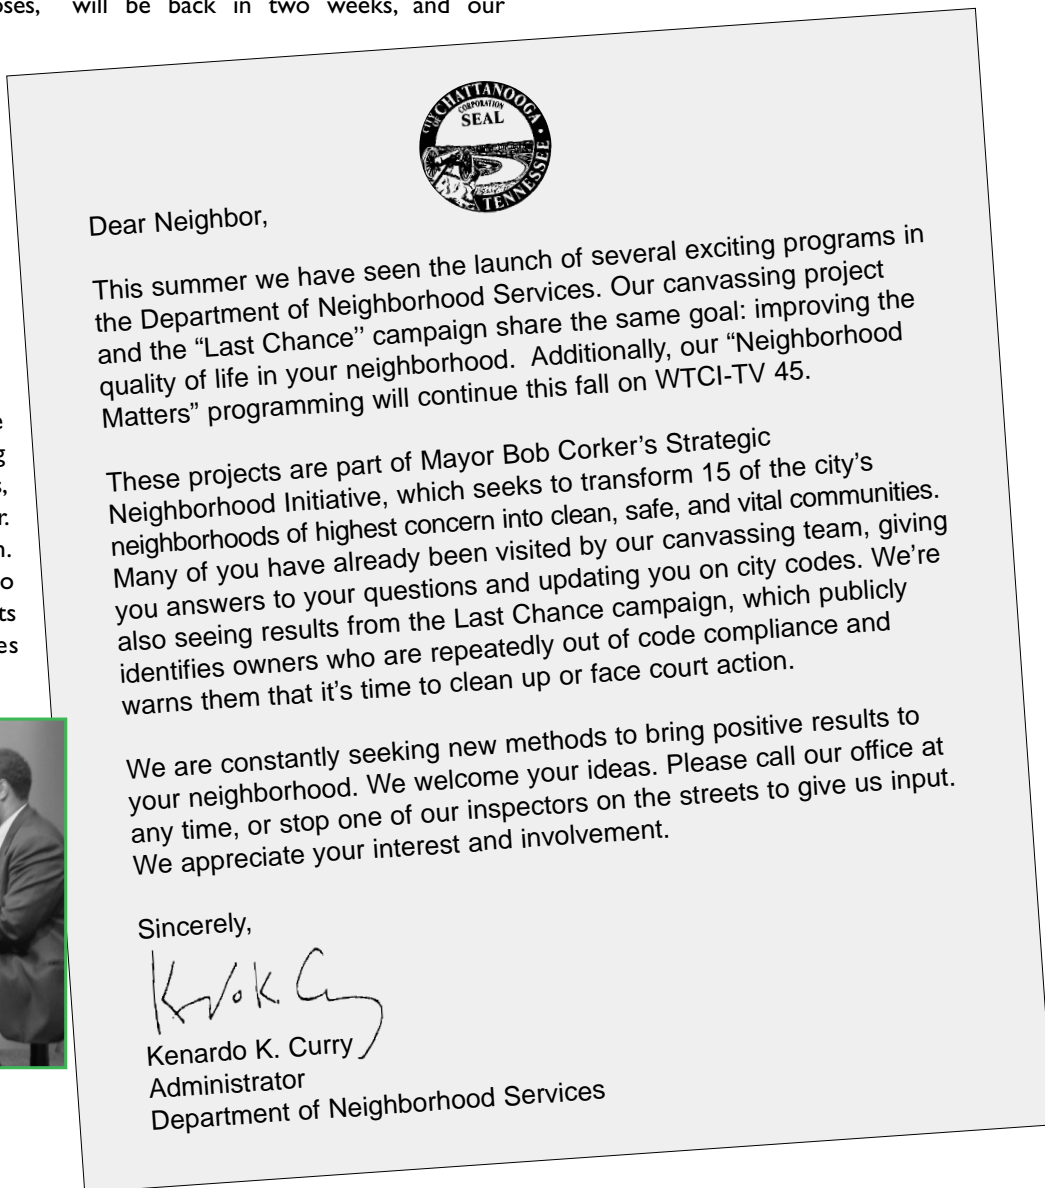 oses, will be back in two weeks, and our
CITY OF CHATTANOOGA • TENNESSEE
CORPORATION
SEAL
Dear Neighbor,
This summer we have seen the launch of several exciting programs in
the Department of Neighborhood Services. Our canvassing project
and the “Last Chance’’ campaign share the same goal: improving the
quality of life in your neighborhood.  Additionally, our “Neighborhood
Matters” programming will continue this fall on WTCI-TV 45.
These projects are part of Mayor Bob Corker’s Strategic
Neighborhood Initiative, which seeks to transform 15 of the city’s
neighborhoods of highest concern into clean, safe, and vital communities.
Many of you have already been visited by our canvassing team, giving
you answers to your questions and updating you on city codes. We’re
also seeing results from the Last Chance campaign, which publicly
identifies owners who are repeatedly out of code compliance and
warns them that it’s time to clean up or face court action.
We are constantly seeking new methods to bring positive results to
your neighborhood. We welcome your ideas. Please call our office at
any time, or stop one of our inspectors on the streets to give us input.
We appreciate your interest and involvement.
Sincerely,
Kenardo K. Curry
Administrator
Department of Neighborhood Services